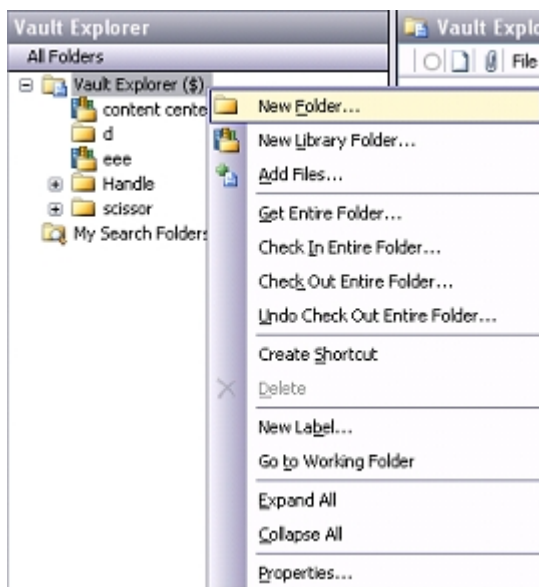 Vault Explorer
Vault Explo
All Folders
File
Vault Explorer ($)
content cente
d
eee
Handle
scissor
My Search Folders
New Folder...
New Library Folder...
Add Files...
Get Entire Folder...
Check In Entire Folder...
Check Out Entire Folder...
Undo Check Out Entire Folder...
Create Shortcut
Delete
New Label...
Go to Working Folder
Expand All
Collapse All
Properties...